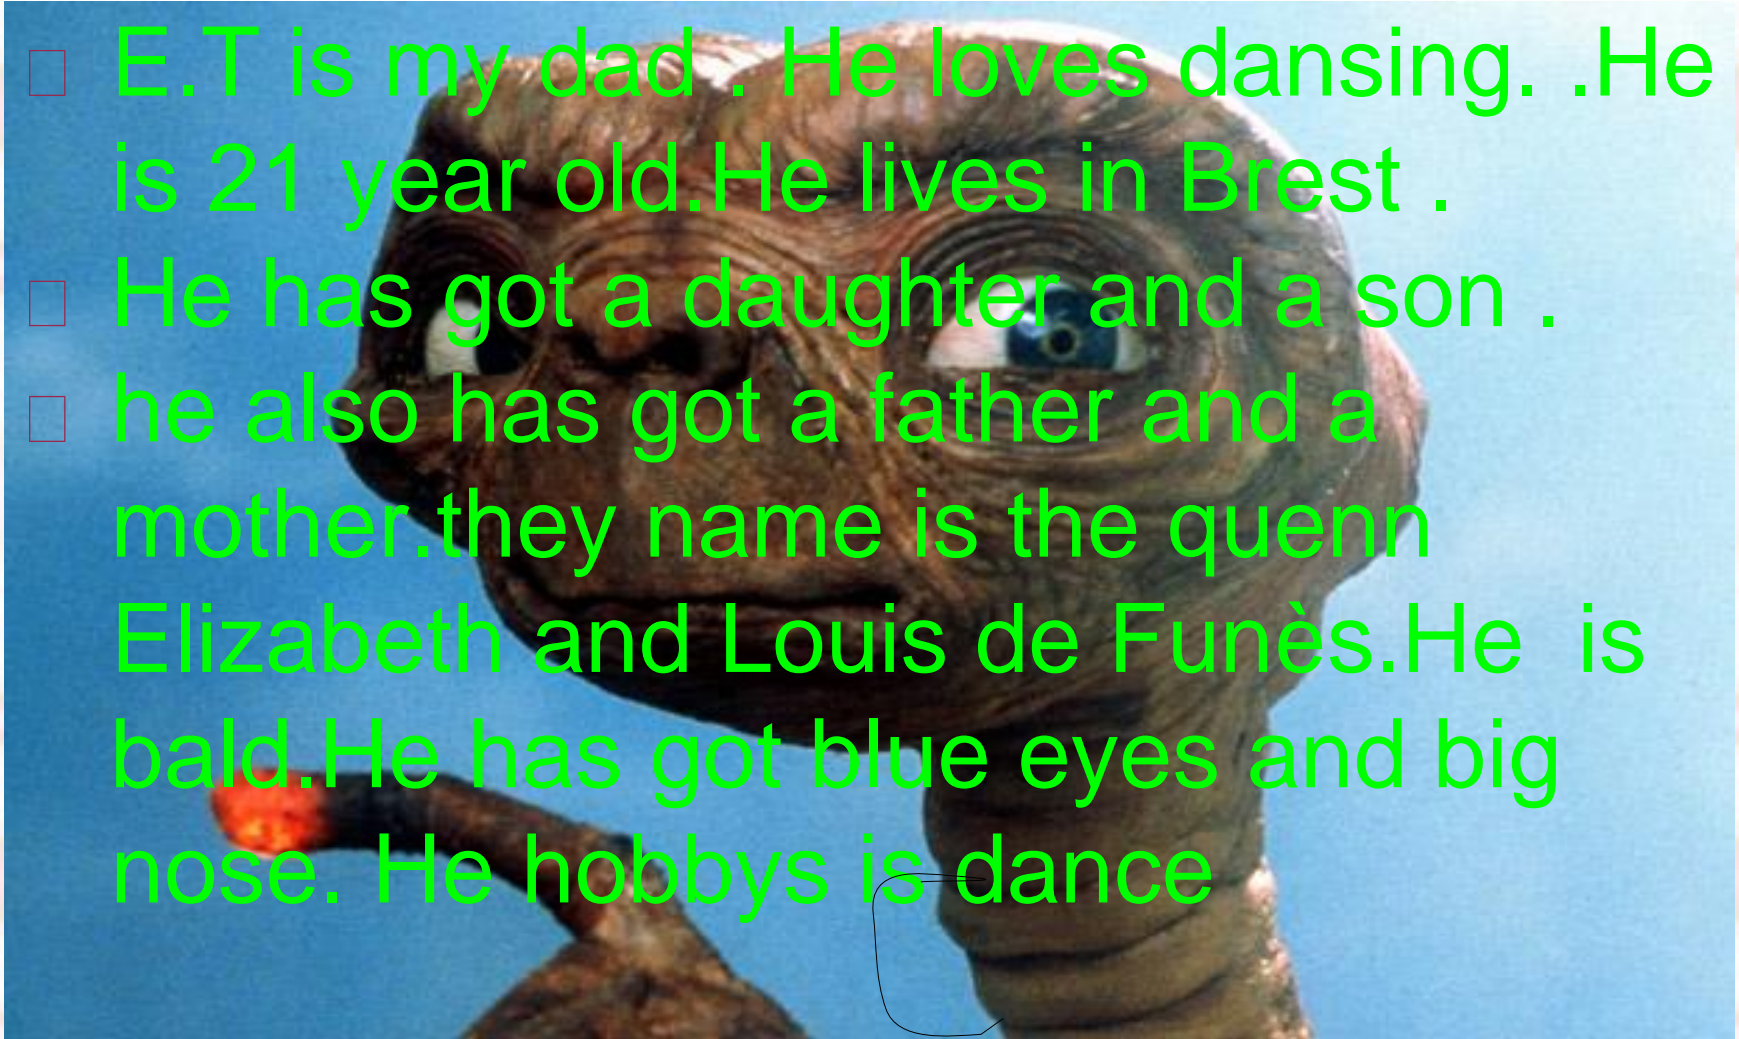 E.T is my dad . He loves dansing. .He
is 21 year old.He lives in Brest .
He has got a daughter and a son .
he also has got a father and a
mother.they name is the quenn
Elizabeth and Louis de Funès.He  is
bald.He has got blue eyes and big
nose. He hobbys is dance